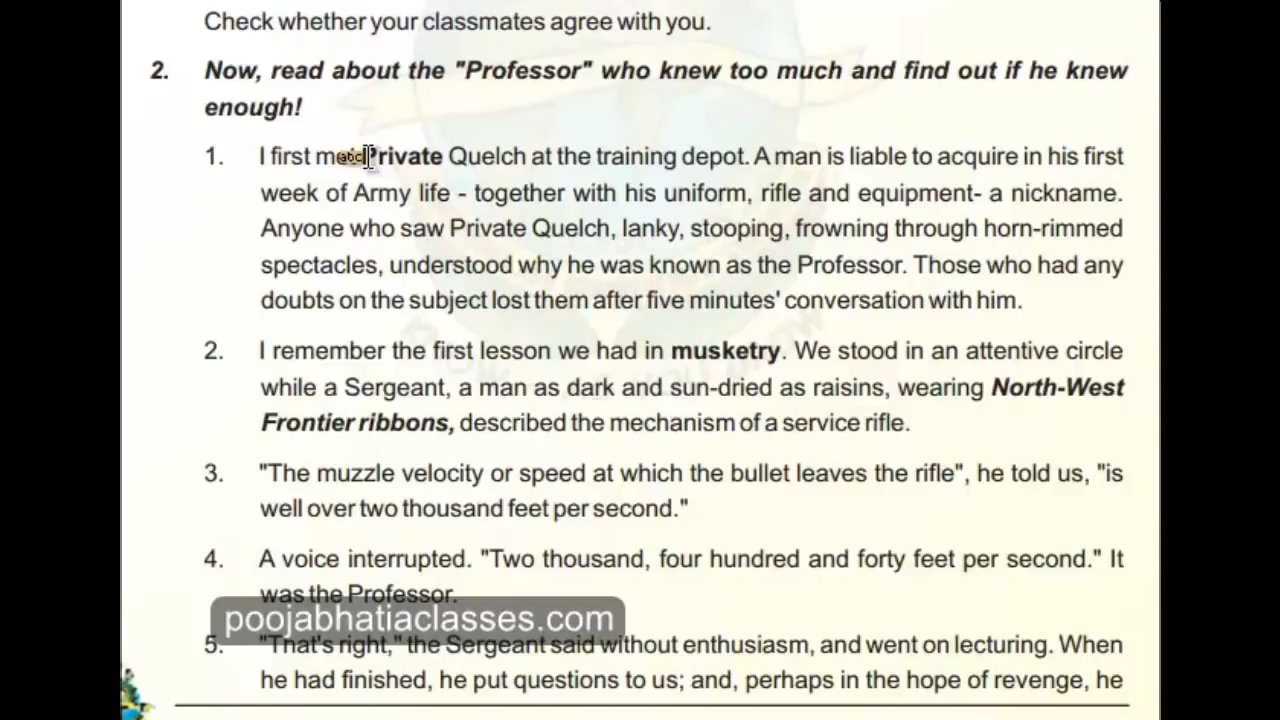 Check whether your classmates agree with you.
2. Now, read about the "Professor" who knew too much and find out if he knew
enough!
1. I first Private Quelch at the training depot. A man is liable to acquire in his first
week of Army life - together with his uniform, rifle and equipment- a nickname.
Anyone who saw Private Quelch, lanky, stooping, frowning through horn-rimmed
spectacles, understood why he was known as the Professor. Those who had any
doubts on the subject lost them after five minutes' conversation with him.
2. I remember the first lesson we had in musketry. We stood in an attentive circle
while a Sergeant, a man as dark and sun-dried as raisins, wearing North-West
Frontier ribbons, described the mechanism of a service rifle.
3. "The muzzle velocity or speed at which the bullet leaves the rifle", he told us, "is
well over two thousand feet per second."
4. A voice interrupted. "Two thousand, four hundred and forty feet per second." It
was the Professor.
poojabhatiaclasses.com
5. "That's right," the Sergeant said without enthusiasm, and went on lecturing. When
he had finished, he put questions to us; and, perhaps in the hope of revenge, he